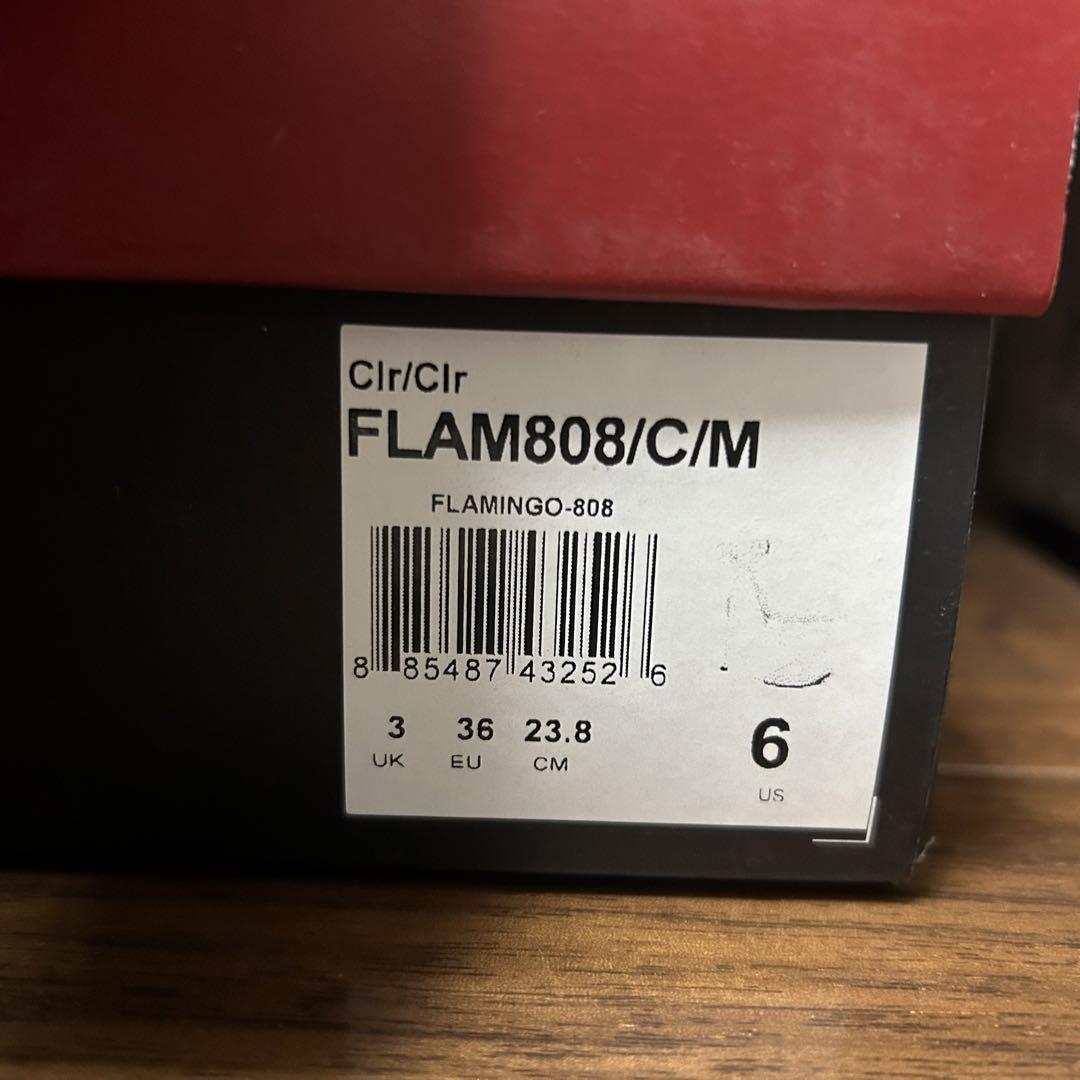 Clr/Clr
FLAM808/C/M
FLAMINGO-808
8 85487 43252 6
3 36 23.8 6
UK EU CM US